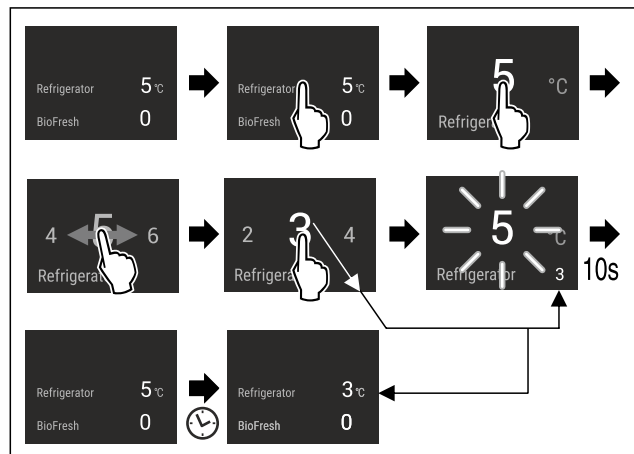 Refrigerator 5 °C
BioFresh 0
Refrigerator 5 °C
BioFresh 0
5 °C
Refriger
4 5 6
Refrigerat
2 3 4
Refrigera
5 °C
Refrigerator 3
10s
Refrigerator 5 °C
BioFresh 0
Refrigerator 3 °C
BioFresh 0